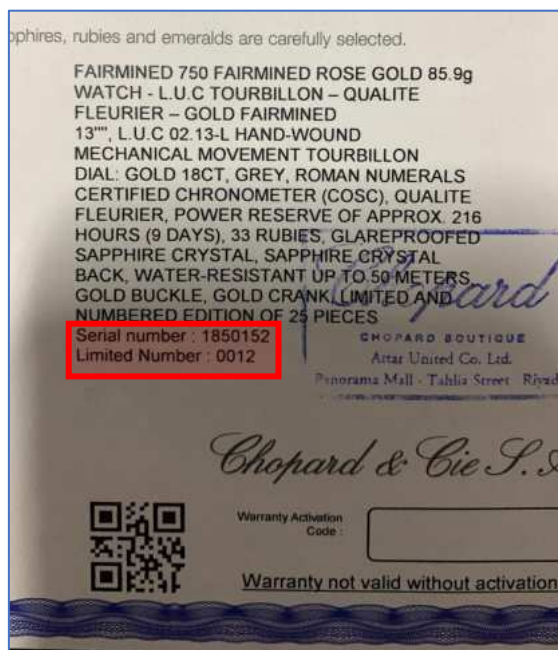 ophires, rubies and emeralds are carefully selected.
FAIRMINED 750 FAIRMINED ROSE GOLD 85.9g
WATCH - L.U.C TOURBILLON – QUALITE
FLEURIER – GOLD FAIRMINED
13"", L.U.C 02.13-L HAND-WOUND
MECHANICAL MOVEMENT TOURBILLON
DIAL: GOLD 18CT, GREY, ROMAN NUMERALS
CERTIFIED CHRONOMETER (COSC), QUALITE
FLEURIER, POWER RESERVE OF APPROX. 216
HOURS (9 DAYS), 33 RUBIES, GLAREPROOFED
SAPPHIRE CRYSTAL, SAPPHIRE CRYSTAL
BACK, WATER-RESISTANT UP TO 50 METERS,
GOLD BUCKLE, GOLD CRANK, LIMITED AND
NUMBERED EDITION OF 25 PIECES
Serial number : 1850152
Limited Number : 0012
Chopard
CHOPARD BOUTIQUE
Attar United Co. Ltd.
Panorama Mall - Tahlia Street Riyad
Chopard & Cie S.A
Warranty Activation
Code :
Warranty not valid without activation